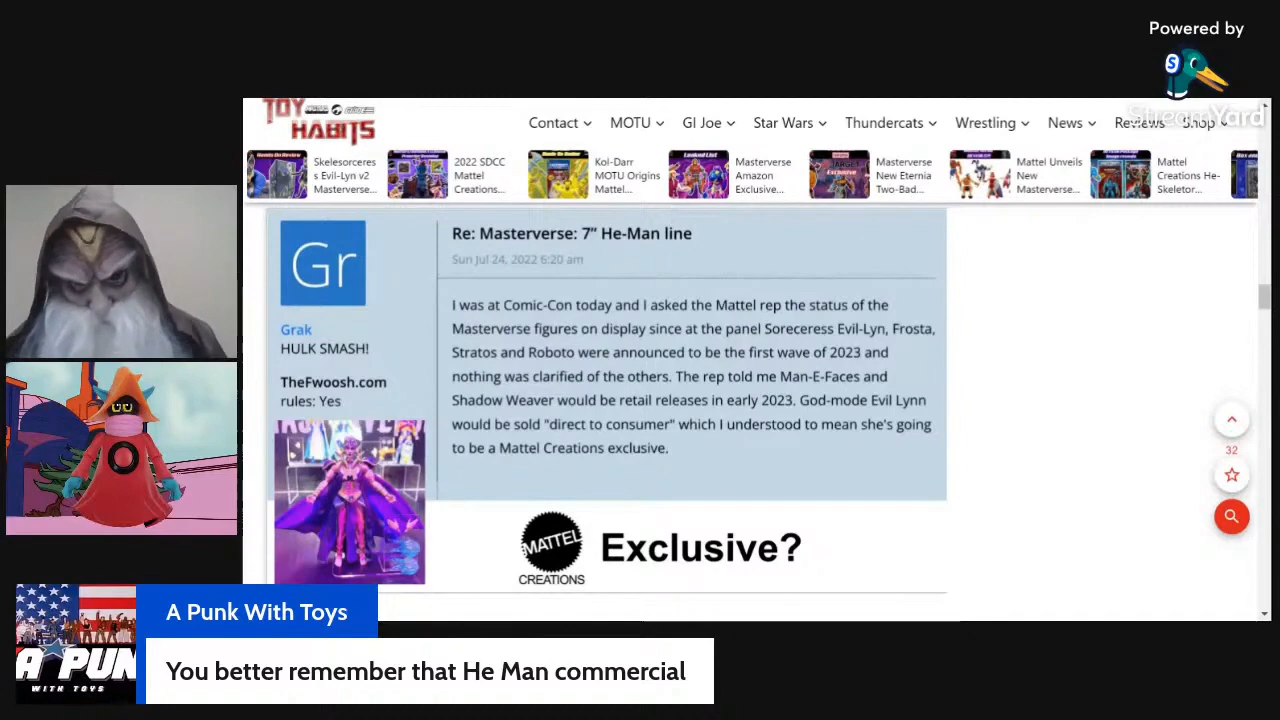 Powered by
StreamYard
TOY
HABITS
Contact
MOTU
GI Joe
Star Wars
Thundercats
Wrestling
News
Reviews
Shop
Skelesorceres
s Evil-Lyn v2
Masterverse...
2022 SDCC
Mattel
Creations...
Kol-Darr
MOTU Origins
Mattel...
Masterverse
Amazon
Exclusive...
Masterverse
New Eternia
Two-Bad...
Mattel Unveils
New
Masterverse...
Mattel
Creations He-
Skeletor...
Gr
Grak
HULK SMASH!
TheFwoosh.com
rules: Yes
Re: Masterverse: 7” He-Man line
Sun Jul 24, 2022 6:20 am
I was at Comic-Con today and I asked the Mattel rep the status of the
Masterverse figures on display since at the panel Soreceress Evil-Lyn, Frosta,
Stratos and Roboto were announced to be the first wave of 2023 and
nothing was clarified of the others. The rep told me Man-E-Faces and
Shadow Weaver would be retail releases in early 2023. God-mode Evil Lynn
would be sold "direct to consumer" which I understood to mean she's going
to be a Mattel Creations exclusive.
MATTEL
CREATIONS
Exclusive?
32
A PUN
WITH TOYS
A Punk With Toys
You better remember that He Man commercial